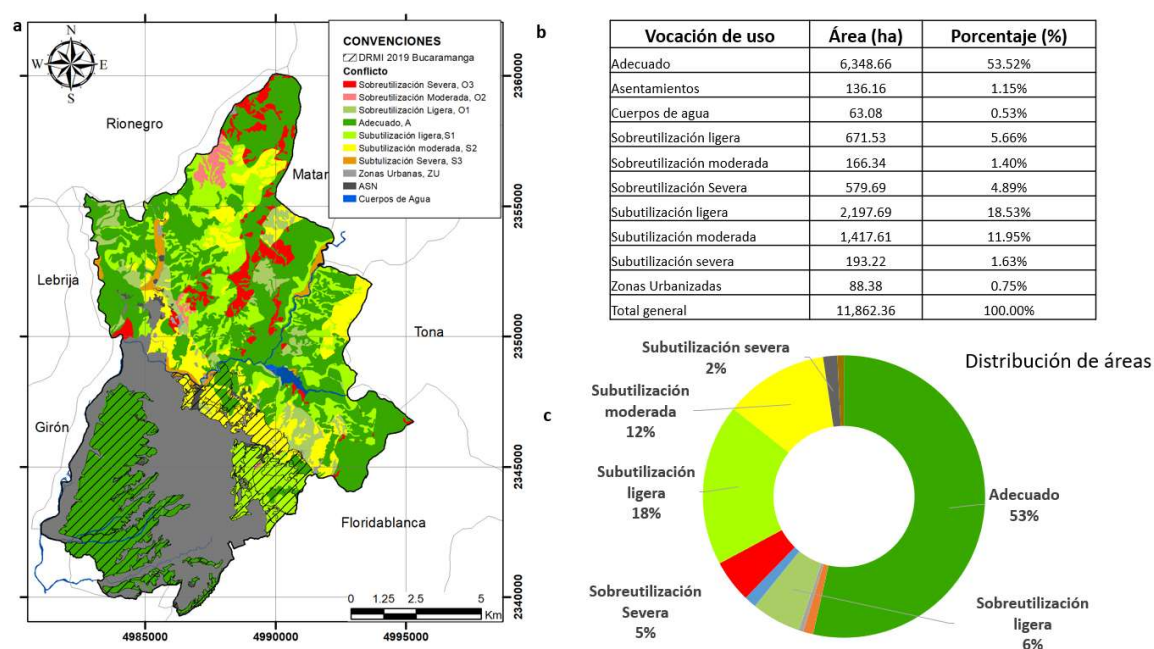 a
N
W E
S
Rionegro
Matan
Lebrija
Tona
Girón
Floridablanca
CONVENCIONES
DRMI 2019 Bucaramanga
Conflicto
Sobreutilización Severa, O3
Sobreutilización Moderada, O2
Sobreutilización Ligera, O1
Adecuado, A
Subutilización ligera,S1
Subutilización moderada, S2
Subtulización Severa, S3
Zonas Urbanas, ZU
ASN
Cuerpos de Agua
2360000
2355000
2350000
2345000
2340000
0 1.25 2.5 5
Km
4985000 4990000 4995000
b
Vocación de uso Área (ha) Porcentaje (%)
Adecuado 6,348.66 53.52%
Asentamientos 136.16 1.15%
Cuerpos de agua 63.08 0.53%
Sobreutilización ligera 671.53 5.66%
Sobreutilización moderada 166.34 1.40%
Sobreutilización Severa 579.69 4.89%
Subutilización ligera 2,197.69 18.53%
Subutilización moderada 1,417.61 11.95%
Subutilización severa 193.22 1.63%
Zonas Urbanizadas 88.38 0.75%
Total general 11,862.36 100.00%
c
Distribución de áreas
Subutilización severa
2%
Subutilización
moderada
12%
Subutilización
ligera
18%
Sobreutilización
Severa
5%
Adecuado
53%
Sobreutilización
ligera
6%